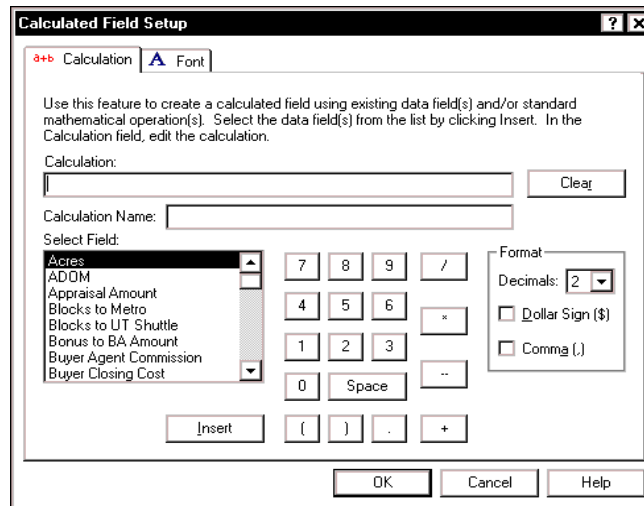 Calculated Field Setup
? X
a+b Calculation A Font
Use this feature to create a calculated field using existing data field(s) and/or standard
mathematical operation(s). Select the data field(s) from the list by clicking Insert. In the
Calculation field, edit the calculation.
Calculation:
Clear
Calculation Name:
Select Field:
Acres
ADOM
Appraisal Amount
Blocks to Metro
Blocks to UT Shuttle
Bonus to BA Amount
Buyer Agent Commission
Buyer Closing Cost
Insert
7 8 9 /
4 5 6 *
1 2 3 --
0 Space
( ) . +
Format
Decimals: 2
Dollar Sign ($)
Comma (,)
OK Cancel Help